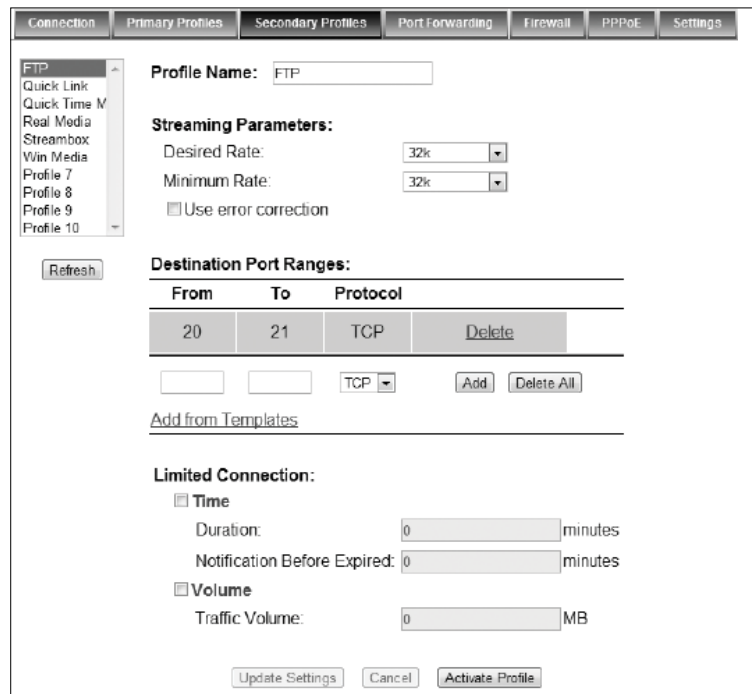 Connection Primary Profiles Secondary Profiles Port Forwarding Firewall PPPoE Settings
FTP
Quick Link
Quick Time M
Real Media
Streambox
Win Media
Profile 7
Profile 8
Profile 9
Profile 10
Refresh
Profile Name: FTP
Streaming Parameters:
Desired Rate: 32k
Minimum Rate: 32k
Use error correction
Destination Port Ranges:
From To Protocol
20 21 TCP Delete
TCP Add Delete All
Add from Templates
Limited Connection:
Time
Duration: 0 minutes
Notification Before Expired: 0 minutes
Volume
Traffic Volume: 0 MB
Update Settings Cancel Activate Profile